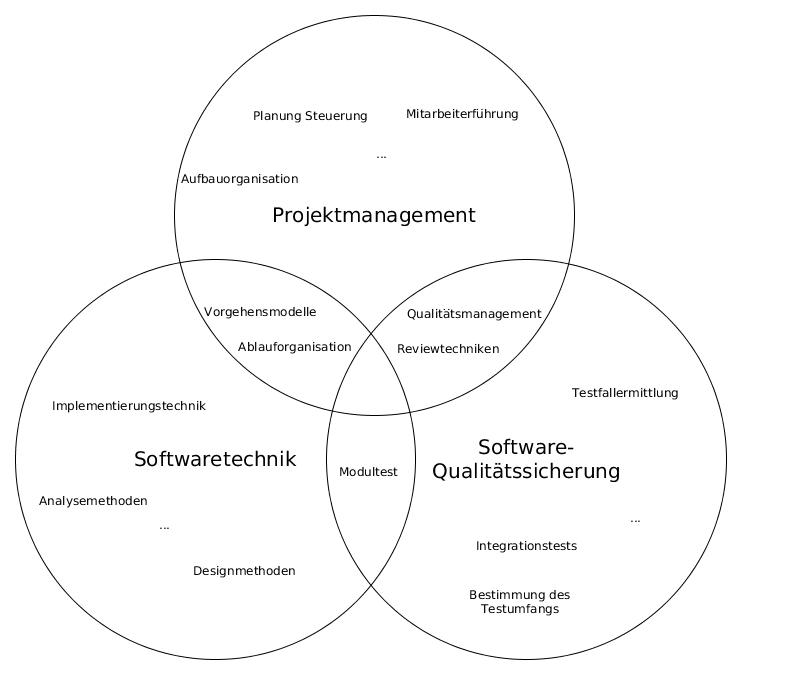 Planung Steuerung
Mitarbeiterführung
...
Aufbauorganisation
Projektmanagement
Vorgehensmodelle
Qualitätsmanagement
Ablauforganisation
Reviewtechniken
Implementierungstechnik
Testfallermittlung
Softwaretechnik
Software-
Qualitätssicherung
Modultest
Analysemethoden
...
...
Integrationstests
Designmethoden
Bestimmung des
Testumfangs